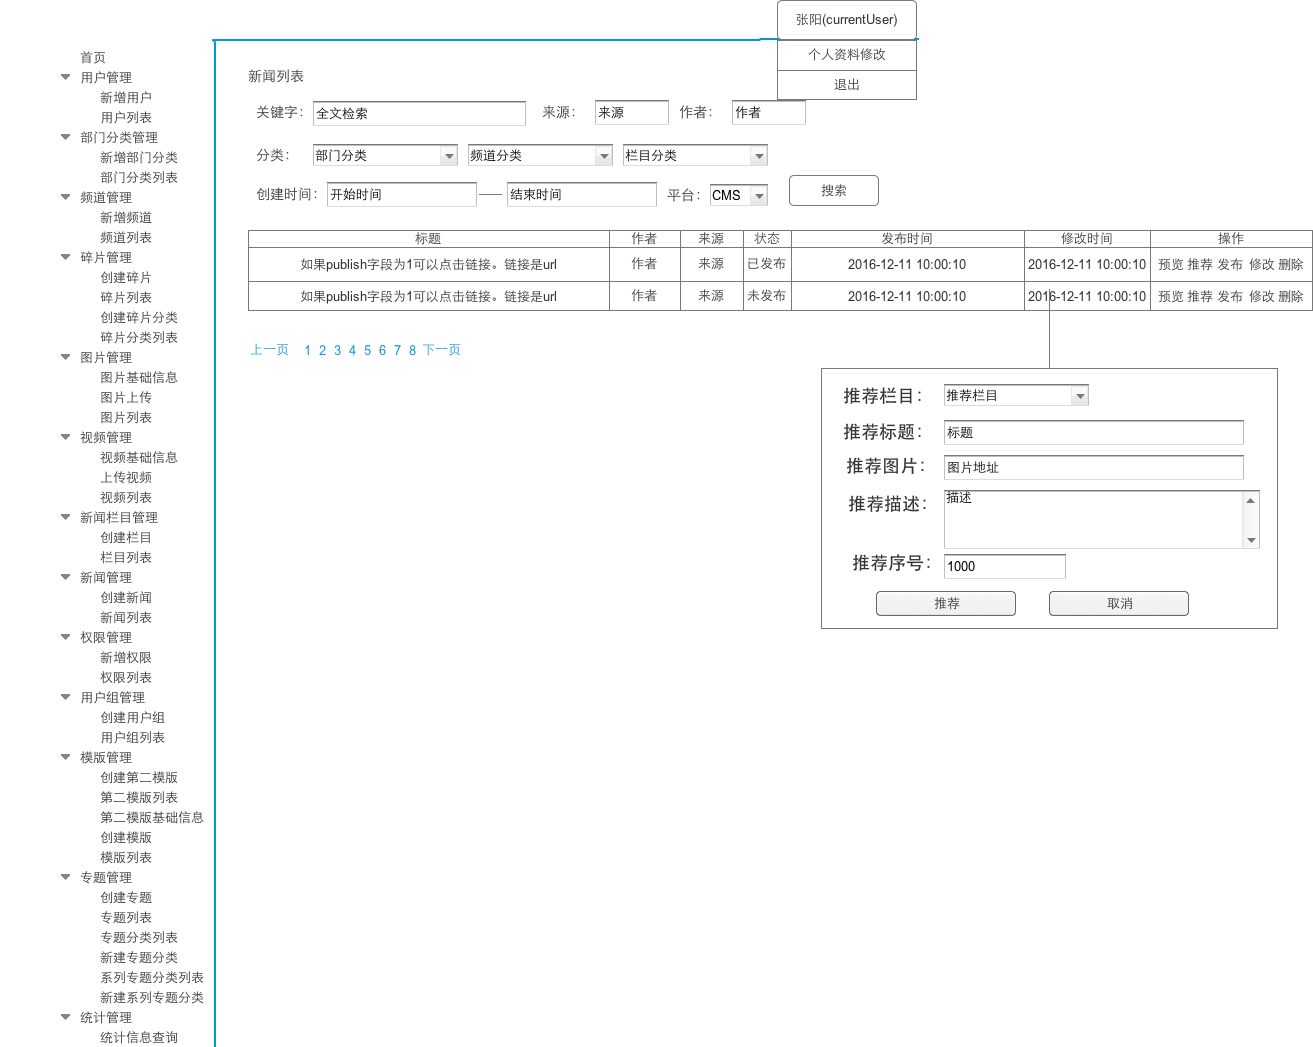 张阳(currentUser)
个人资料修改
退出
首页
用户管理
新增用户
用户列表
部门分类管理
新增部门分类
部门分类列表
频道管理
新增频道
频道列表
碎片管理
创建碎片
碎片列表
创建碎片分类
碎片分类列表
图片管理
图片基础信息
图片上传
图片列表
视频管理
视频基础信息
上传视频
视频列表
新闻栏目管理
创建栏目
栏目列表
新闻管理
创建新闻
新闻列表
权限管理
新增权限
权限列表
用户组管理
创建用户组
用户组列表
模版管理
创建第二模版
第二模版列表
第二模版基础信息
创建模版
模版列表
专题管理
创建专题
专题列表
专题分类列表
新建专题分类
系列专题分类列表
新建系列专题分类
统计管理
统计信息查询
新闻列表
关键字： 全文检索 来源： 来源 作者： 作者
分类： 部门分类 频道分类 栏目分类
创建时间： 开始时间 —— 结束时间 平台： CMS 搜索
标题 作者 来源 状态 发布时间 修改时间 操作
如果publish字段为1可以点击链接。链接是url 作者 来源 已发布 2016-12-11 10:00:10 2016-12-11 10:00:10 预览 推荐 发布 修改 删除
如果publish字段为1可以点击链接。链接是url 作者 来源 未发布 2016-12-11 10:00:10 2016-12-11 10:00:10 预览 推荐 发布 修改 删除
上一页 1 2 3 4 5 6 7 8 下一页
推荐栏目： 推荐栏目
推荐标题： 标题
推荐图片： 图片地址
推荐描述： 描述
推荐序号： 1000
推荐 取消